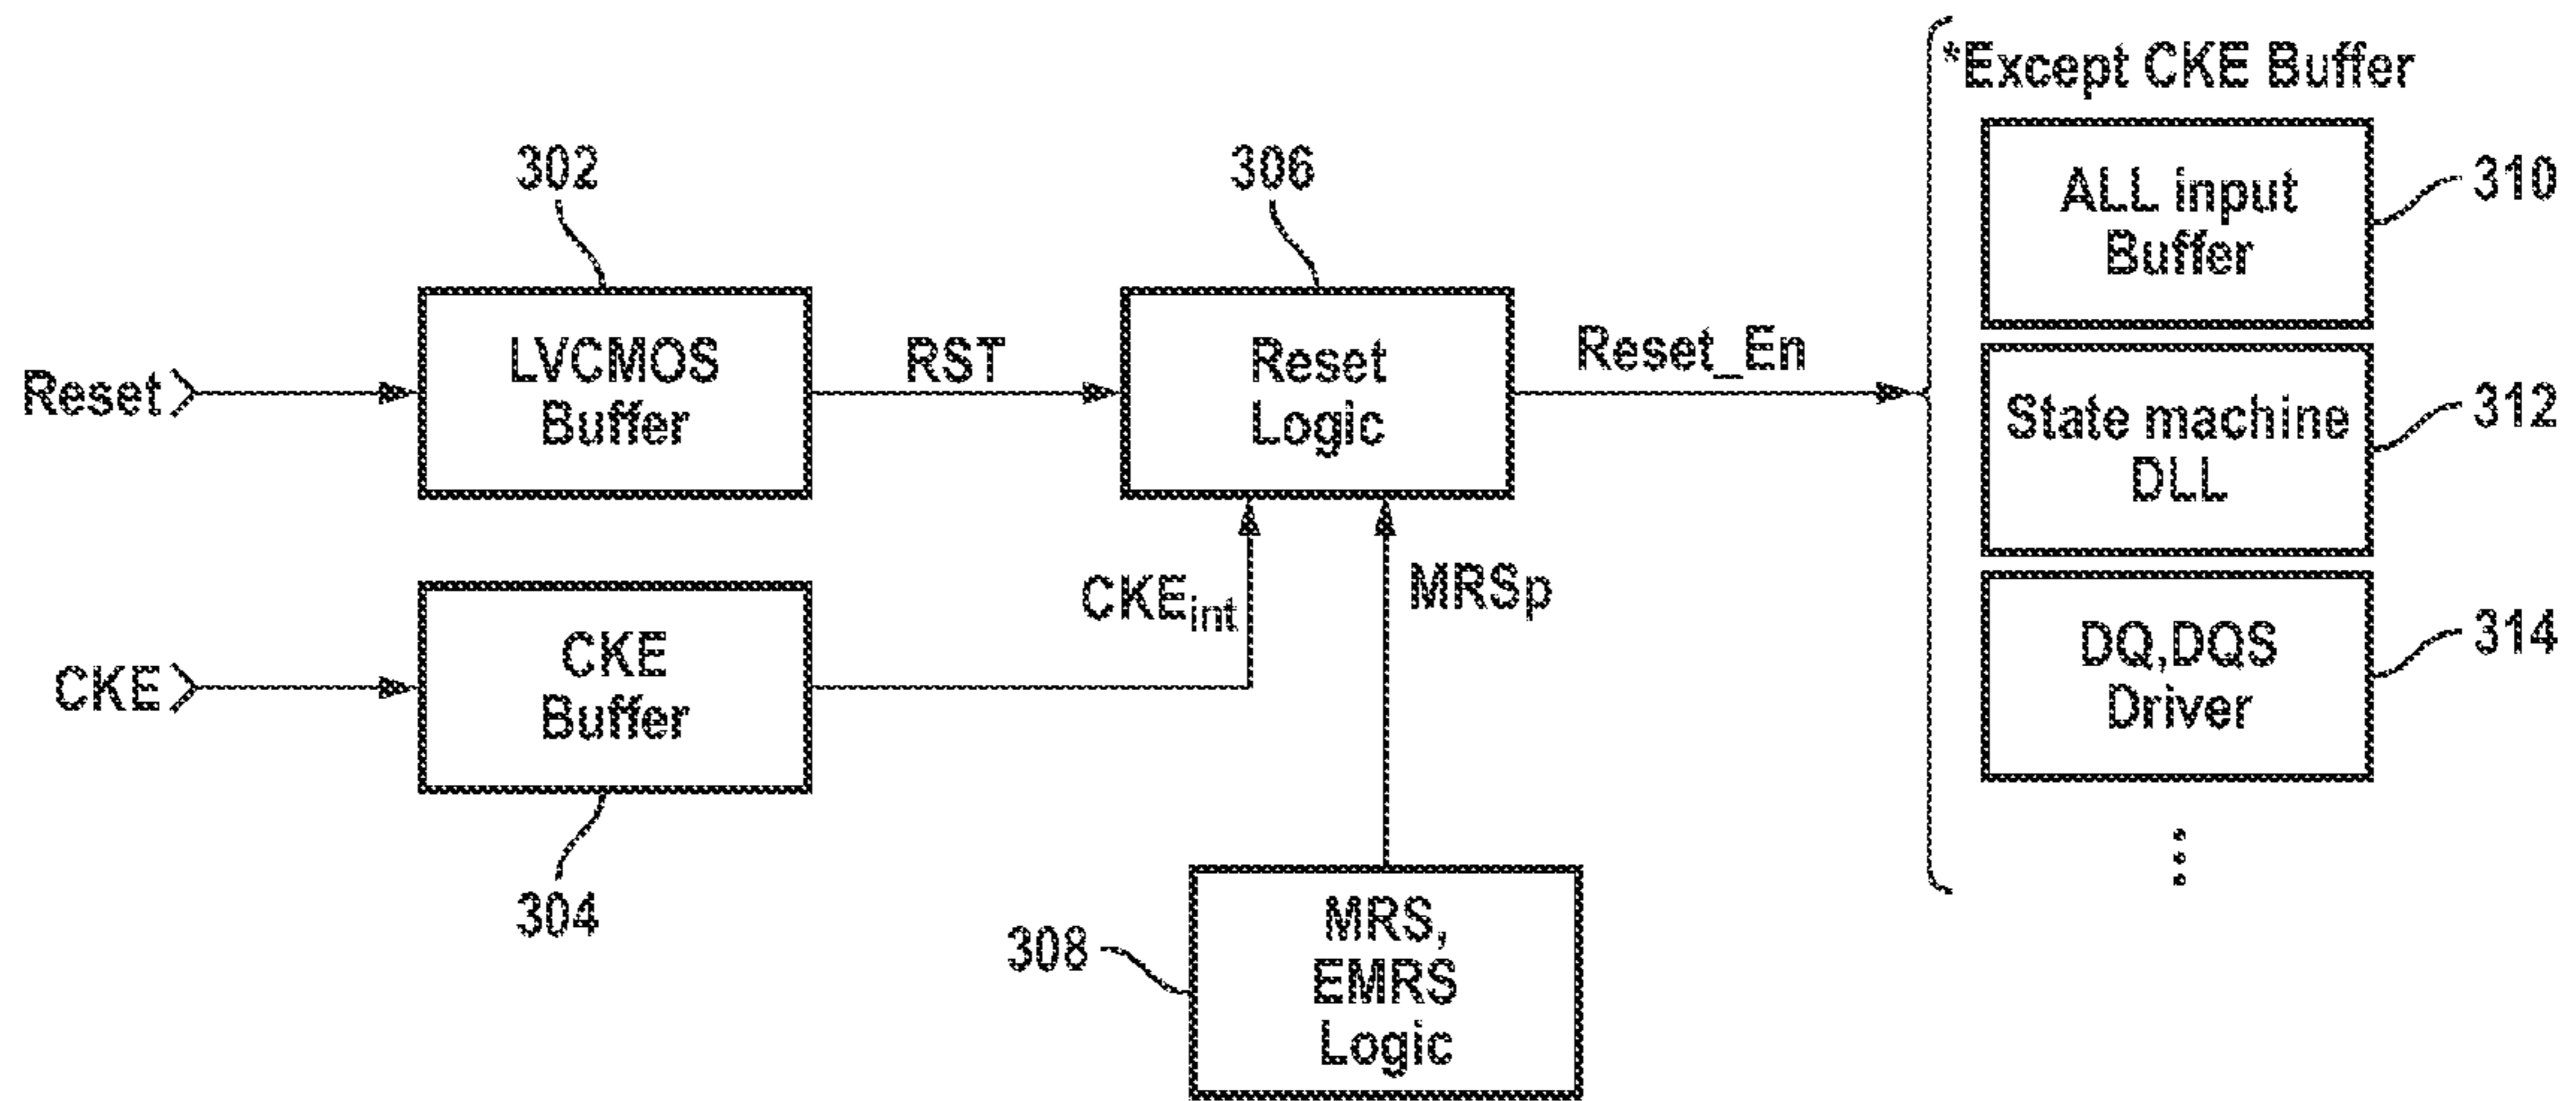 *Except CKE Buffer
302
306
ALL input
Buffer
310
Reset
LVCMOS
Buffer
RST
Reset
Logic
Reset_En
State machine
DLL
312
CKE
CKE
Buffer
CKEint
MRSp
DQ,DQS
Driver
314
304
308
MRS,
EMRS
Logic